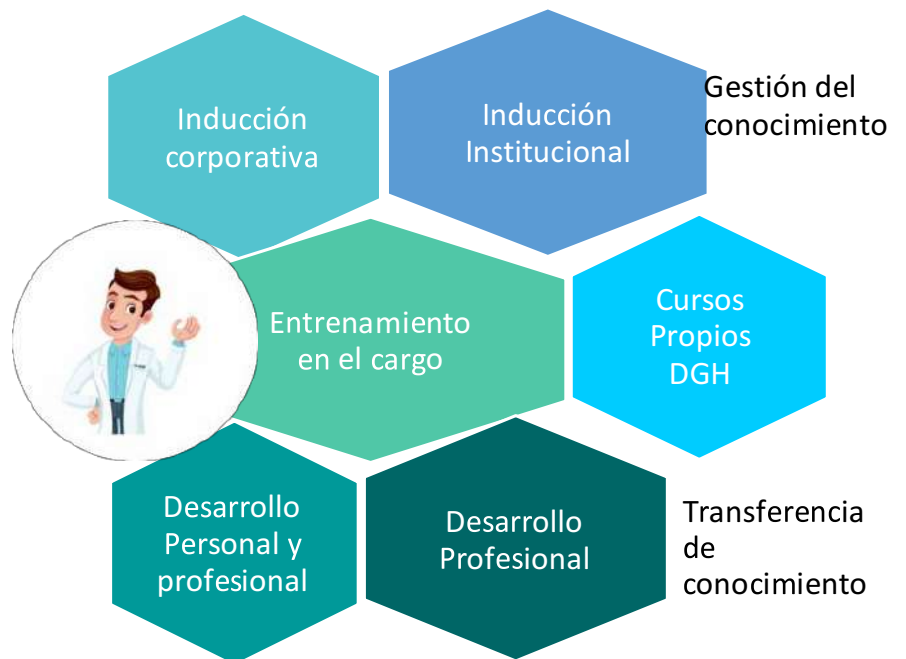 Inducción
corporativa
Inducción
Institucional
Gestión del
conocimiento
Entrenamiento
en el cargo
Cursos
Propios
DGH
Desarrollo
Personal y
profesional
Desarrollo
Profesional
Transferencia
de
conocimiento